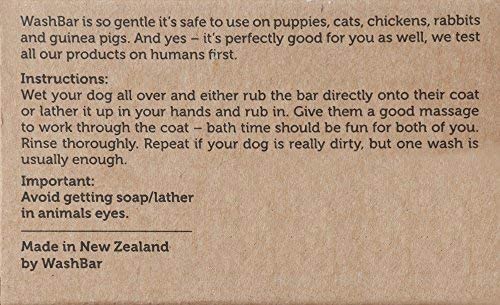 WashBar is so gentle it's safe to use on puppies, cats, chickens, rabbits
and guinea pigs. And yes – it's perfectly good for you as well, we test
all our products on humans first.
Instructions:
Wet your dog all over and either rub the bar directly onto their coat
or lather it up in your hands and rub in. Give them a good massage
to work through the coat – bath time should be fun for both of you.
Rinse thoroughly. Repeat if your dog is really dirty, but one wash is
usually enough.
Important:
Avoid getting soap/lather
in animals eyes.
Made in New Zealand
by WashBar